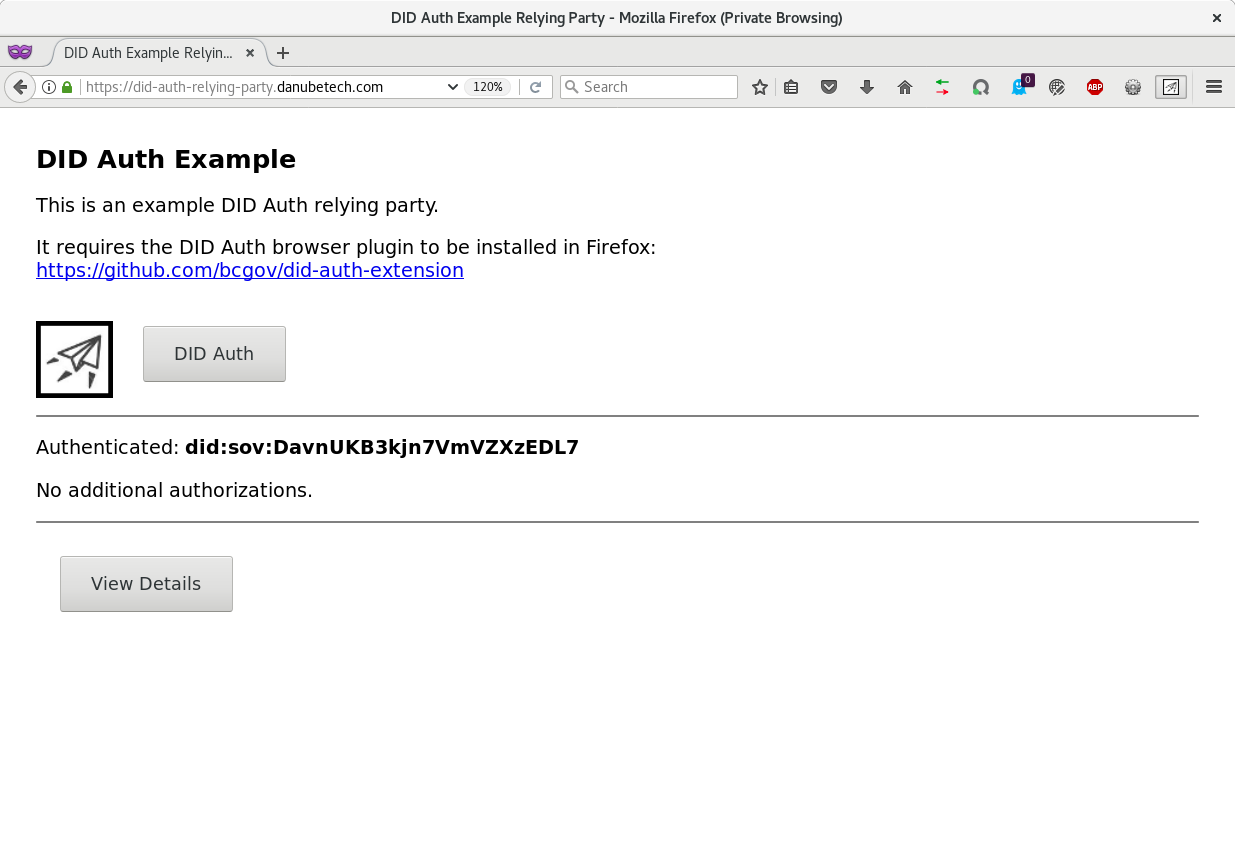 DID Auth Example Relying Party - Mozilla Firefox (Private Browsing)
DID Auth Example Relyin...
https://did-auth-relying-party.danubetech.com
120%
Search
0
ABP
DID Auth Example
This is an example DID Auth relying party.
It requires the DID Auth browser plugin to be installed in Firefox:
https://github.com/bcgov/did-auth-extension
DID Auth
Authenticated: did:sov:DavnUKB3kjn7VmVZXzEDL7
No additional authorizations.
View Details